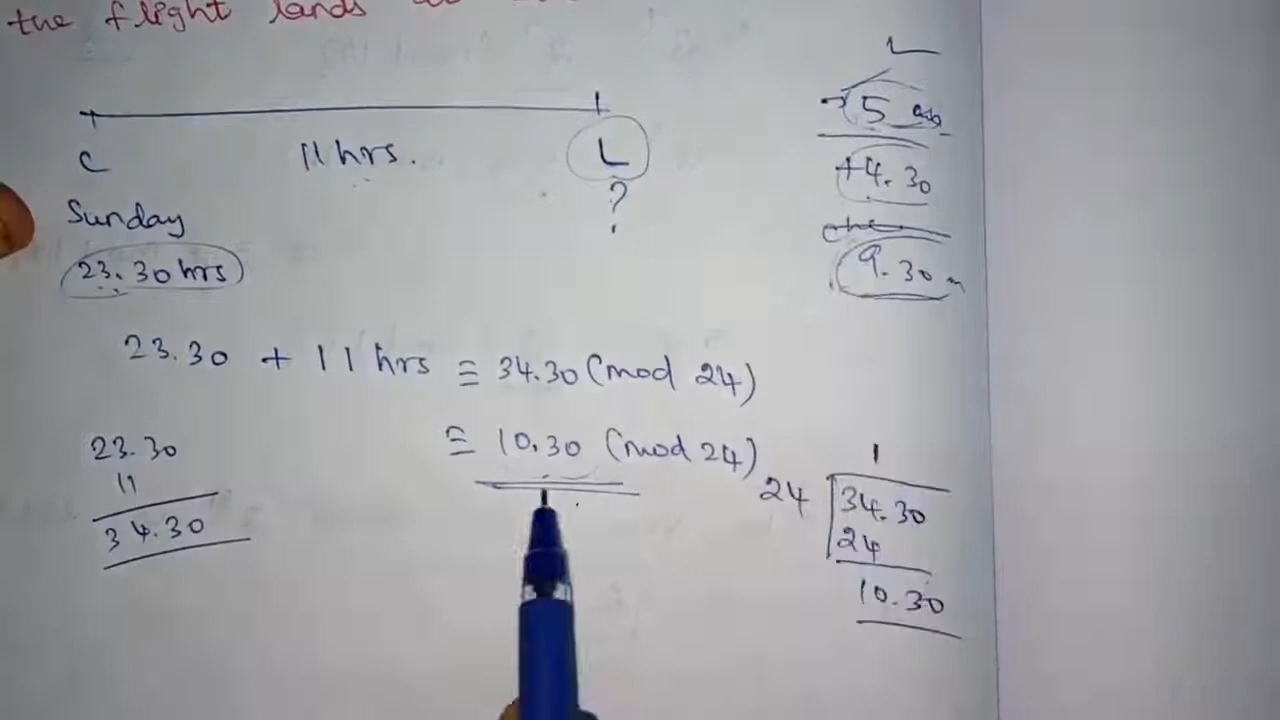 the flight lands
C 11 hrs. L
?
Sunday
23.30 hrs
L
5
+4.30
9.30
23.30 + 11 hrs ≡ 34.30 (mod 24)
≡ 10.30 (mod 24)
23.30
11
34.30
1
24 34.30
24
10.30